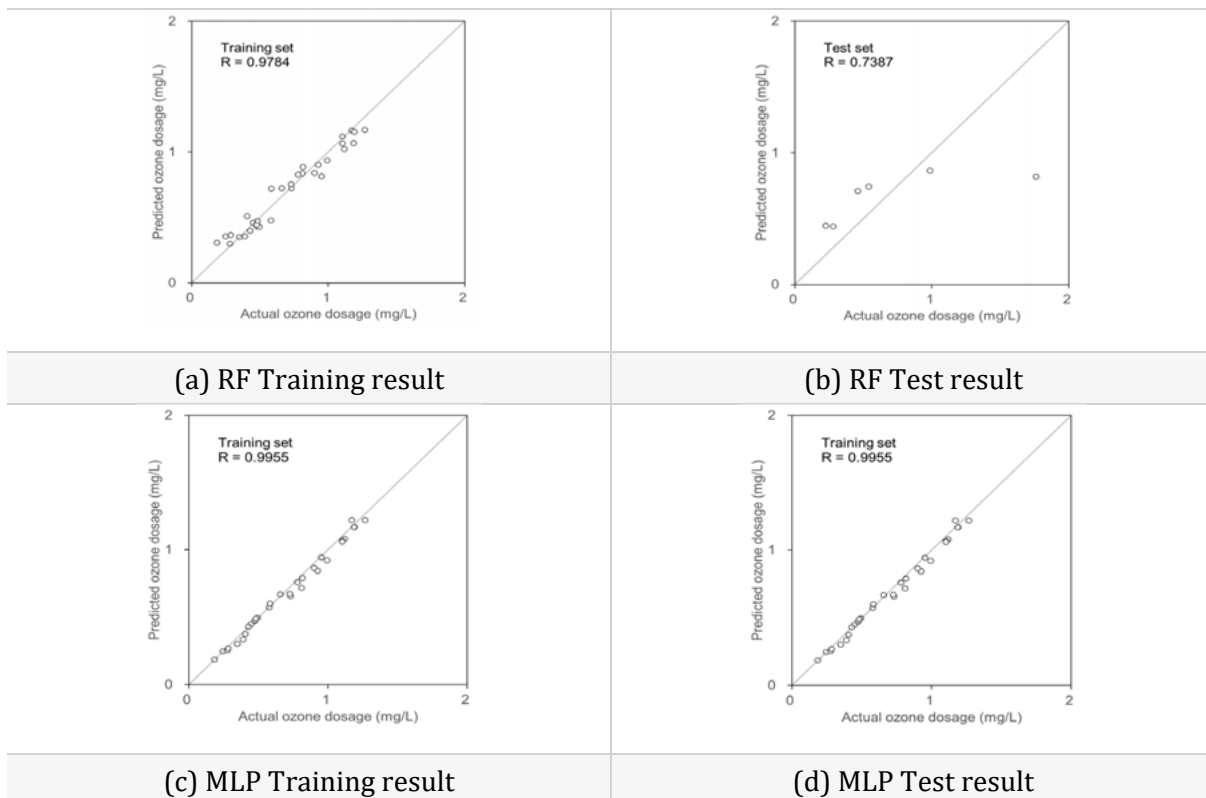 2
Training set
R = 0.9784
Predicted ozone dosage (mg/L)
1
0
0
1
2
Actual ozone dosage (mg/L)
2
Test set
R = 0.7387
Predicted ozone dosage (mg/L)
1
0
0
1
2
Actual ozone dosage (mg/L)
(a) RF Training result
(b) RF Test result
2
Training set
R = 0.9955
Predicted ozone dosage (mg/L)
1
0
0
1
2
Actual ozone dosage (mg/L)
2
Training set
R = 0.9955
Predicted ozone dosage (mg/L)
1
0
0
1
2
Actual ozone dosage (mg/L)
(c) MLP Training result
(d) MLP Test result